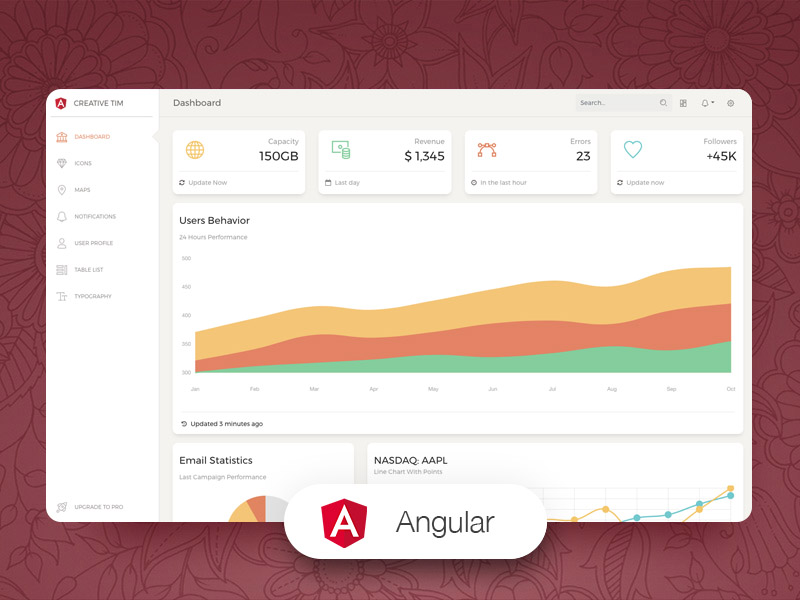 CREATIVE TIM
DASHBOARD
ICONS
MAPS
NOTIFICATIONS
USER PROFILE
TABLE LIST
TYPOGRAPHY
UPGRADE TO PRO
Dashboard
Search...
Capacity
150GB
Update Now
Revenue
$ 1,345
Last day
Errors
23
In the last hour
Followers
+45K
Update now
Users Behavior
24 Hours Performance
500
450
400
350
300
Jan Feb Mar Apr May Jun Jul Aug Sep Oct
Updated 3 minutes ago
Email Statistics
Last Campaign Performance
NASDAQ: AAPL
Line Chart With Points
A Angular